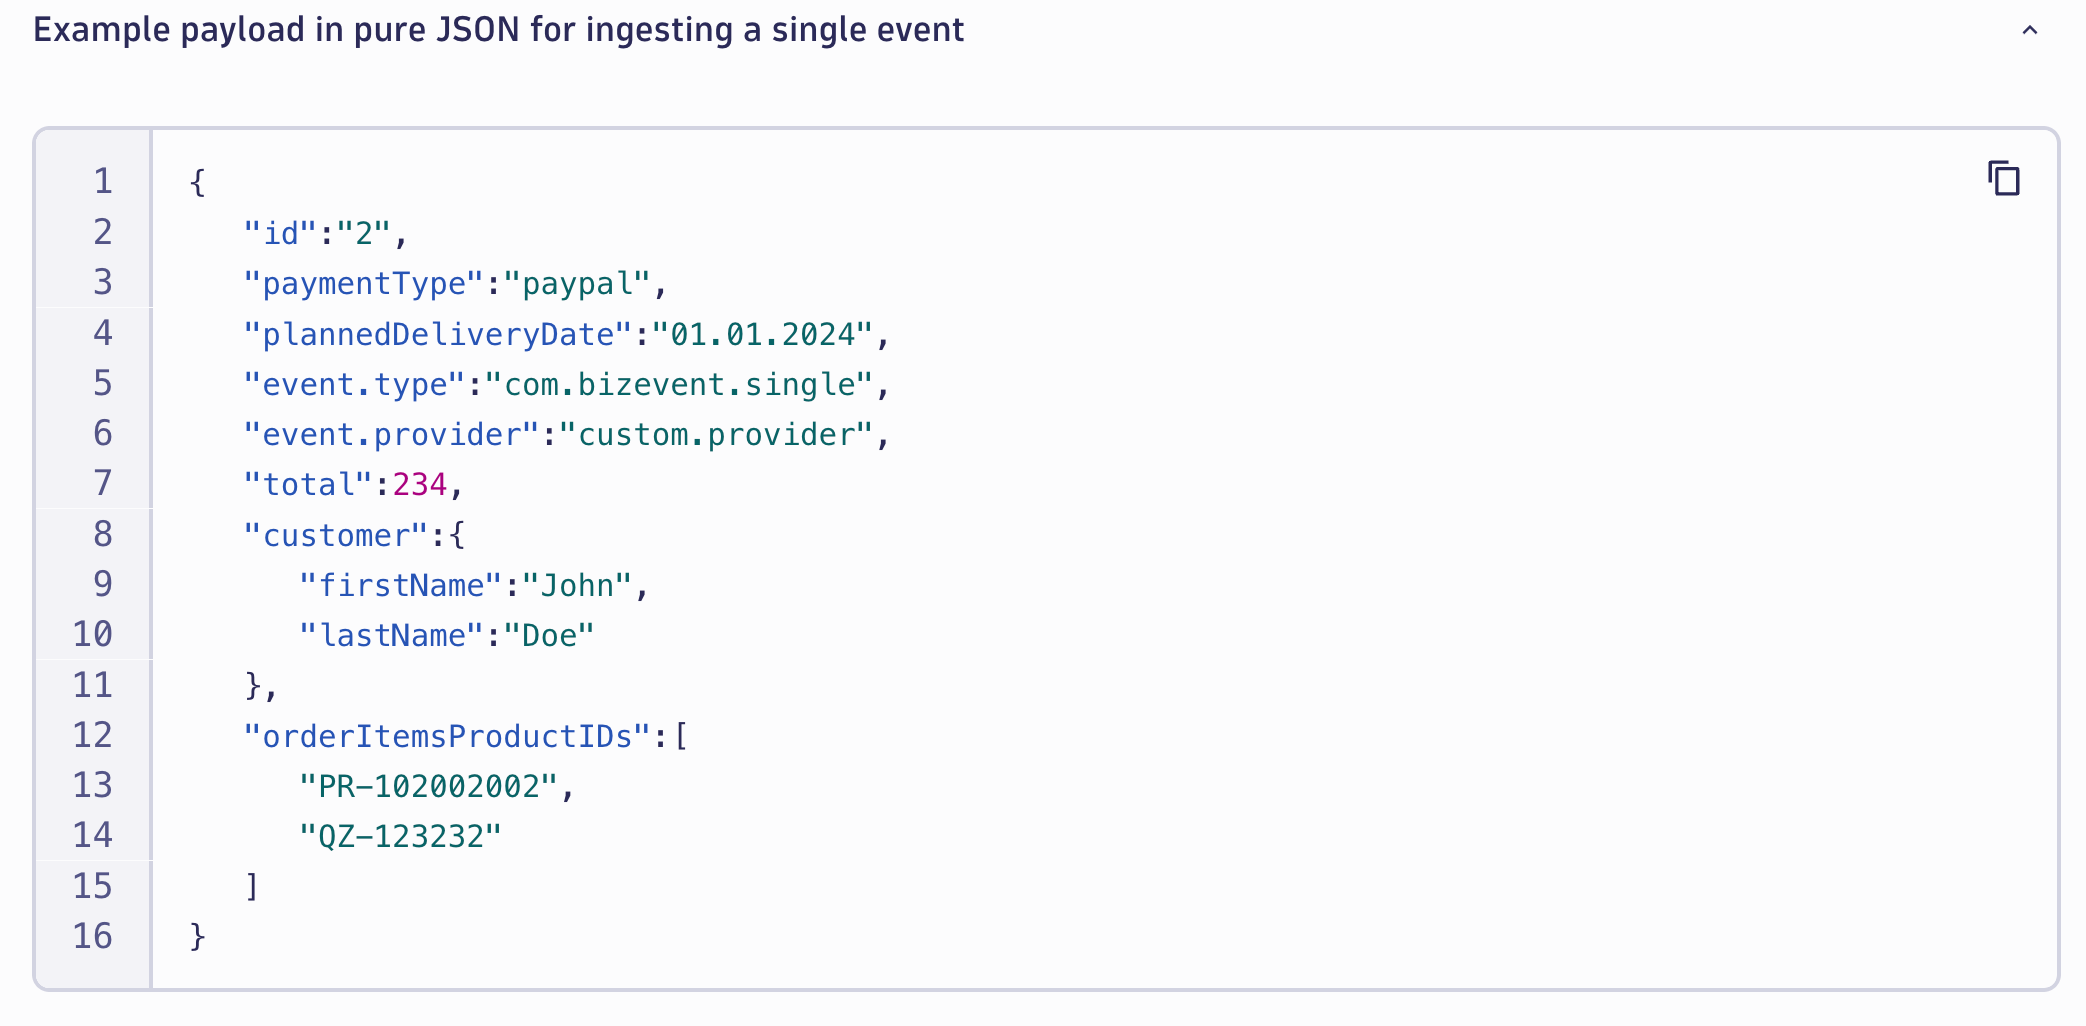 Example payload in pure JSON for ingesting a single event
1 {
2    "id":"2",
3    "paymentType":"paypal",
4    "plannedDeliveryDate":"01.01.2024",
5    "event.type":"com.bizevent.single",
6    "event.provider":"custom.provider",
7    "total":234,
8    "customer":{
9       "firstName":"John",
10       "lastName":"Doe"
11    },
12    "orderItemsProductIDs":[
13       "PR-102002002",
14       "QZ-123232"
15    ]
16 }